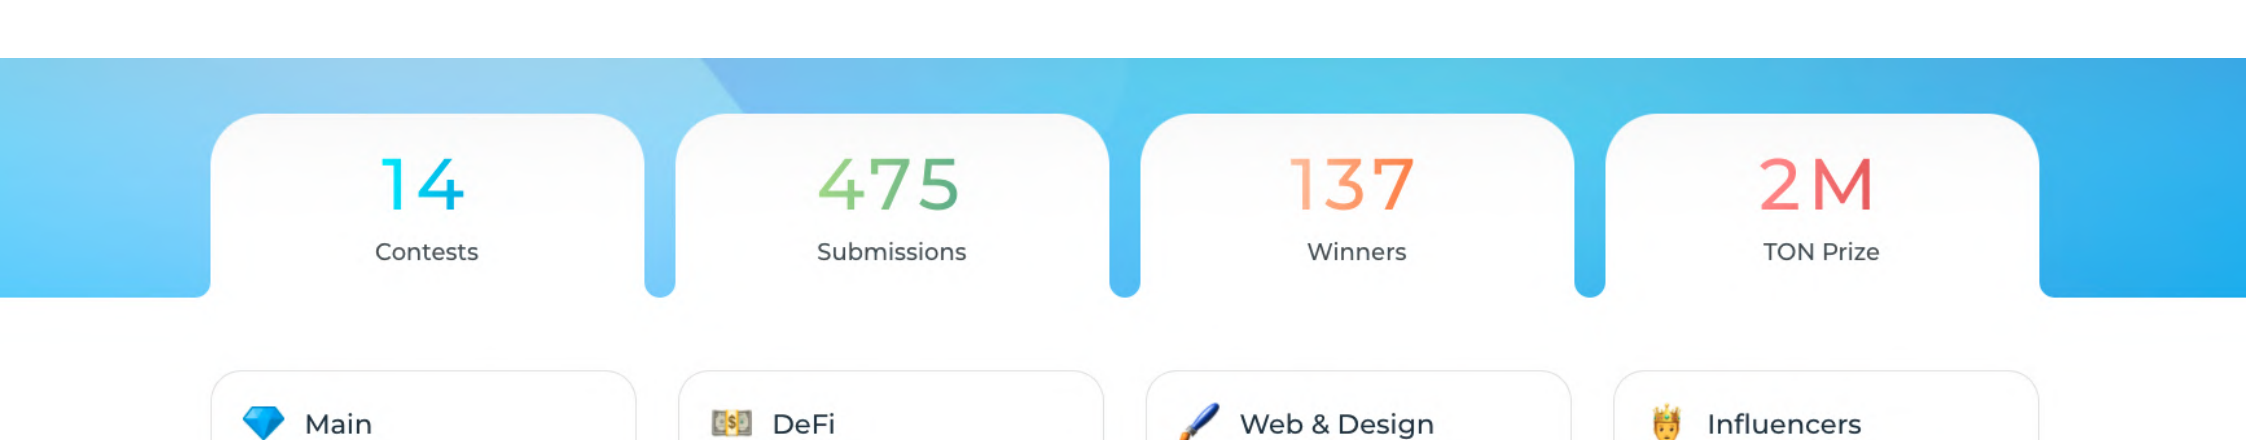 14
Contests
475
Submissions
137
Winners
2M
TON Prize
Main
DeFi
Web & Design
Influencers